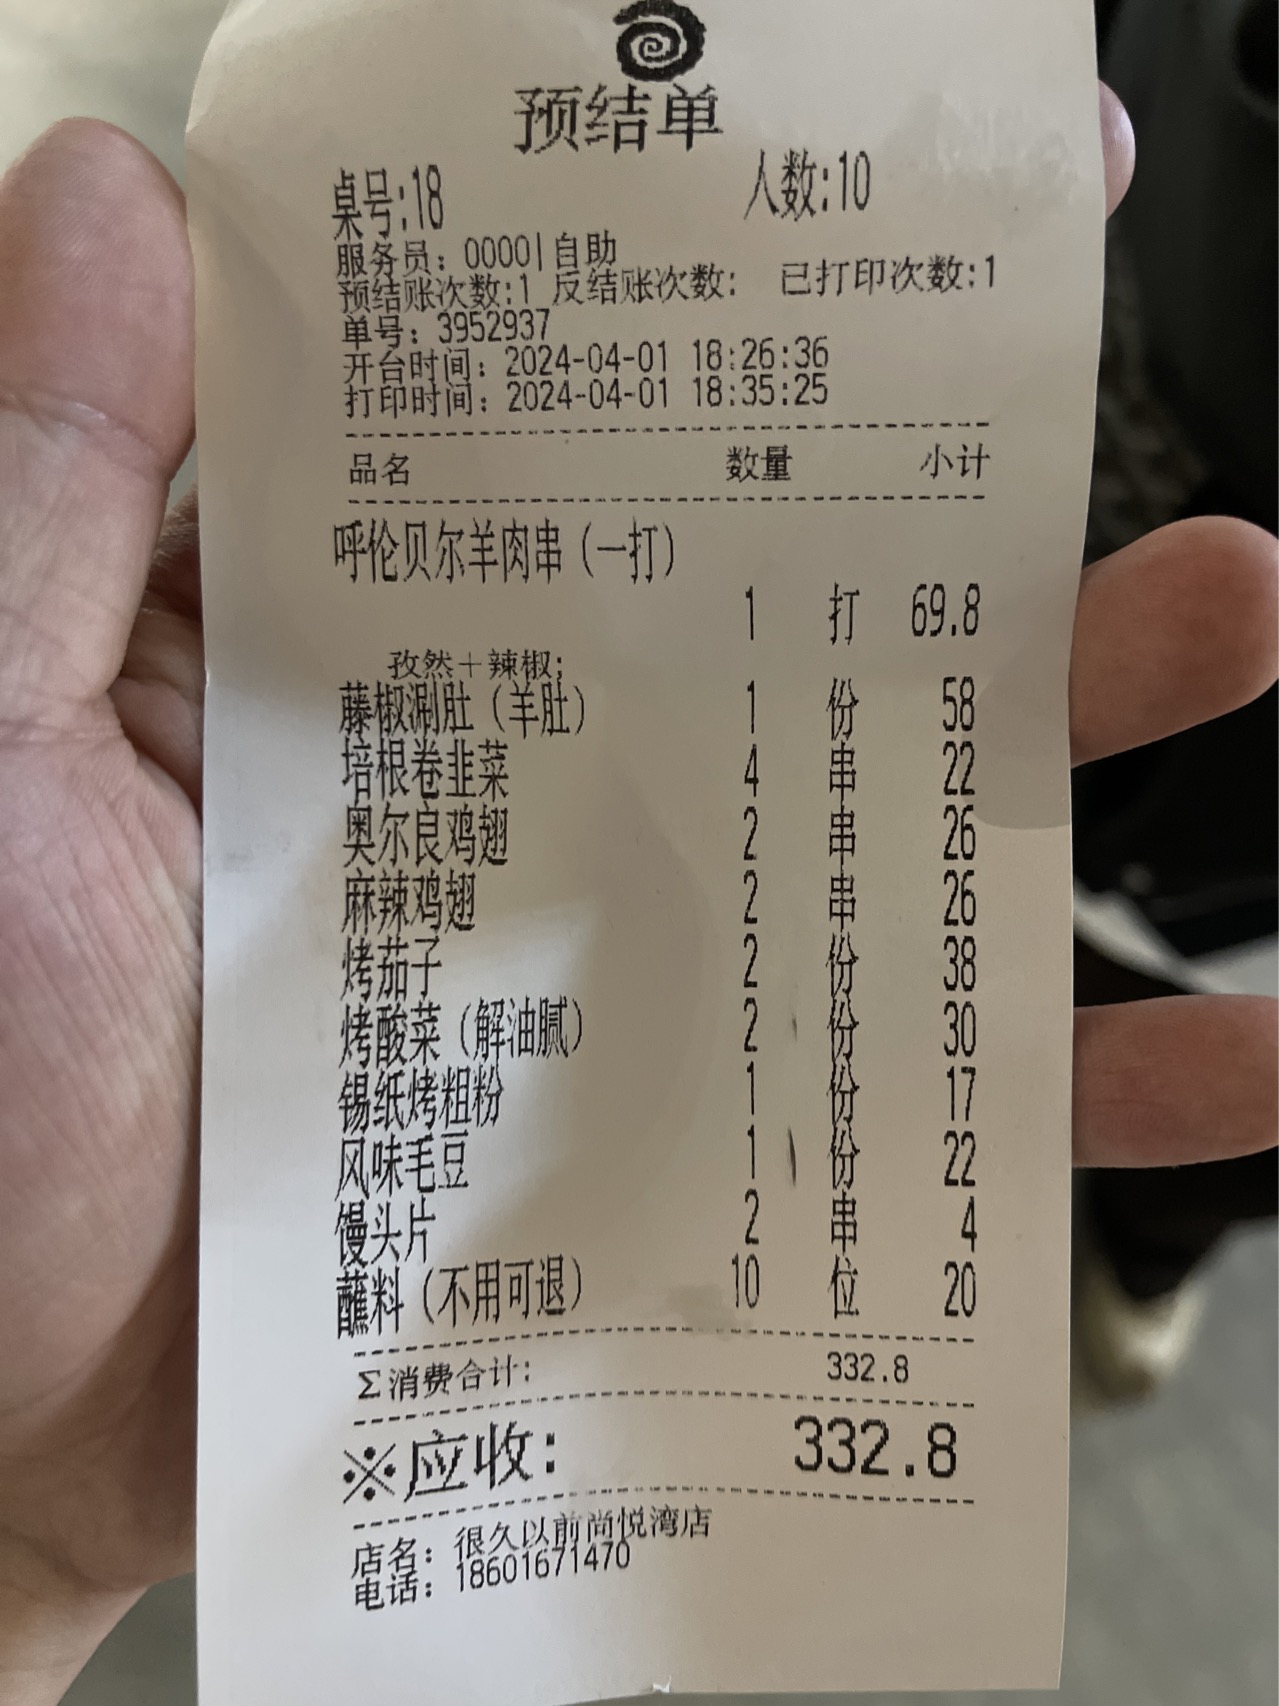 预结单
桌号:18 人数:10
服务员: 0000|自助
预结账次数:1 反结账次数: 已打印次数:1
单号: 3952937
开台时间: 2024-04-01 18:26:36
打印时间: 2024-04-01 18:35:25
品名 数量 小计
呼伦贝尔羊肉串(一打)
1 打 69.8
孜然+辣椒;
藤椒涮肚(羊肚) 1 份 58
培根卷韭菜 4 串 22
奥尔良鸡翅 2 串 26
麻辣鸡翅 2 串 26
烤茄子 2 份 38
烤酸菜(解油腻) 2 份 30
锡纸烤粗粉 1 份 17
风味毛豆 1 份 22
馒头片 2 串 4
蘸料(不用可退) 10 位 20
Σ消费合计: 332.8
※应收: 332.8
店名: 很久以前尚悦湾店
电话: 18601671470